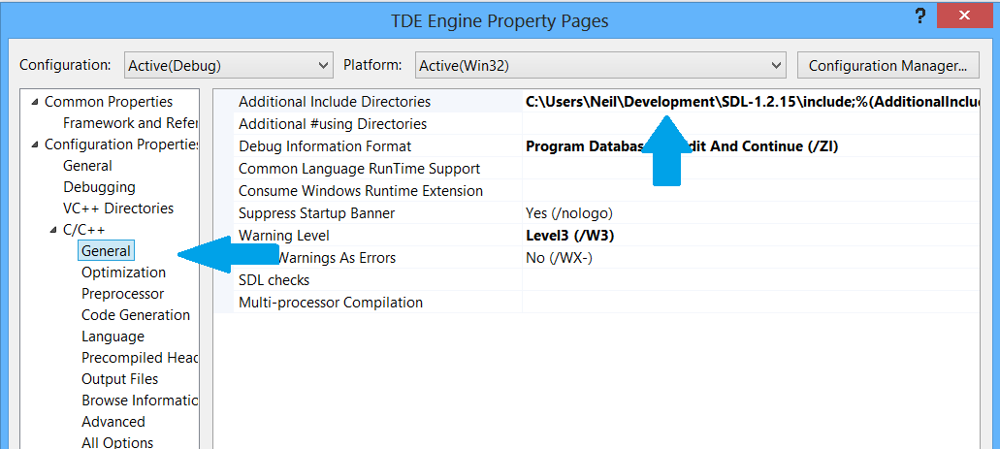 TDE Engine Property Pages
?
Configuration: Active(Debug) Platform: Active(Win32) Configuration Manager...
Common Properties
Framework and Refer
Configuration Properties
General
Debugging
VC++ Directories
C/C++
General
Optimization
Preprocessor
Code Generation
Language
Precompiled Head
Output Files
Browse Informatio
Advanced
All Options
Additional Include Directories C:\Users\Neil\Development\SDL-1.2.15\include;%(AdditionalInclu
Additional #using Directories
Debug Information Format Program Databas dit And Continue (/ZI)
Common Language RunTime Support
Consume Windows Runtime Extension
Suppress Startup Banner Yes (/nologo)
Warning Level Level3 (/W3)
Warnings As Errors No (/WX-)
SDL checks
Multi-processor Compilation